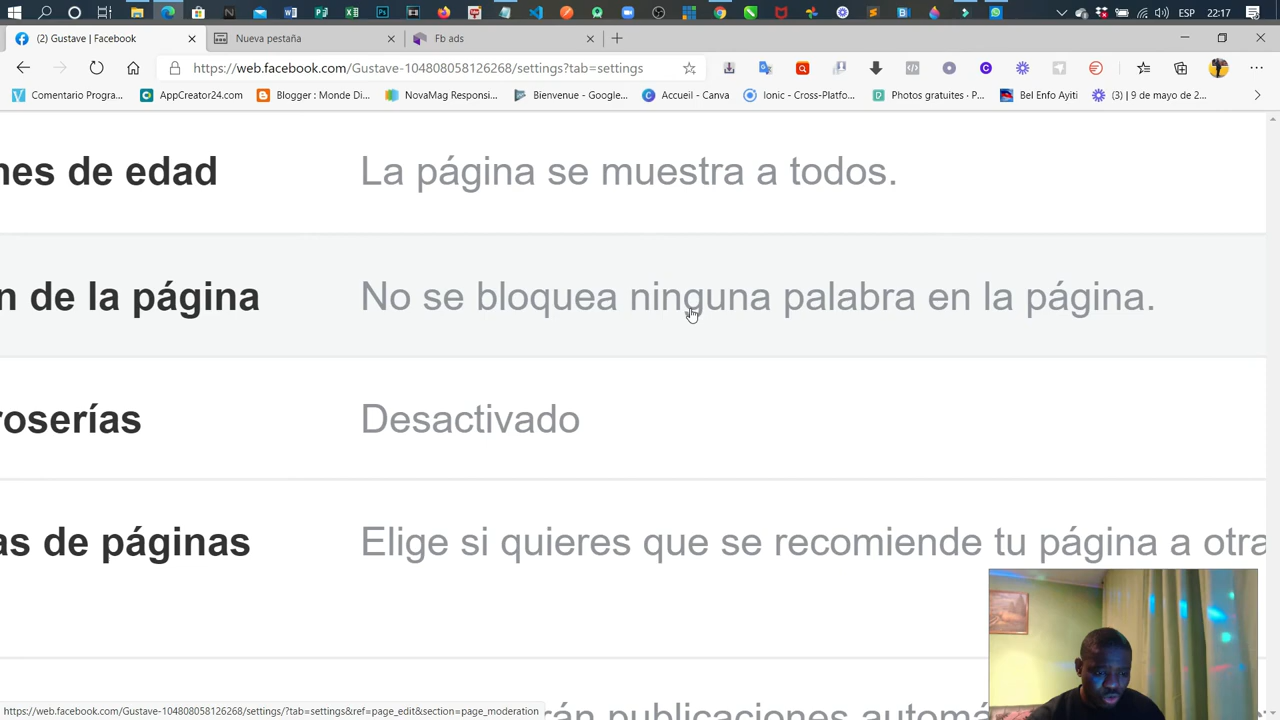 ESP 22:17
(2) Gustave | Facebook
Nueva pestaña
Fb ads
https://web.facebook.com/Gustave-104808058126268/settings?tab=settings
Comentario Progra...
AppCreator24.com
Blogger : Monde Di...
NovaMag Responsi...
Bienvenue - Google...
Accueil - Canva
Ionic - Cross-Platfo...
Photos gratuites · P...
Bel Enfo Ayiti
(3) | 9 de mayo de 2...
nes de edad La página se muestra a todos.
n de la página No se bloquea ninguna palabra en la página.
roserías Desactivado
as de páginas Elige si quieres que se recomiende tu página a otra
rán publicaciones automá
https://web.facebook.com/Gustave-104808058126268/settings/?tab=settings&ref=page_edit&section=page_moderation